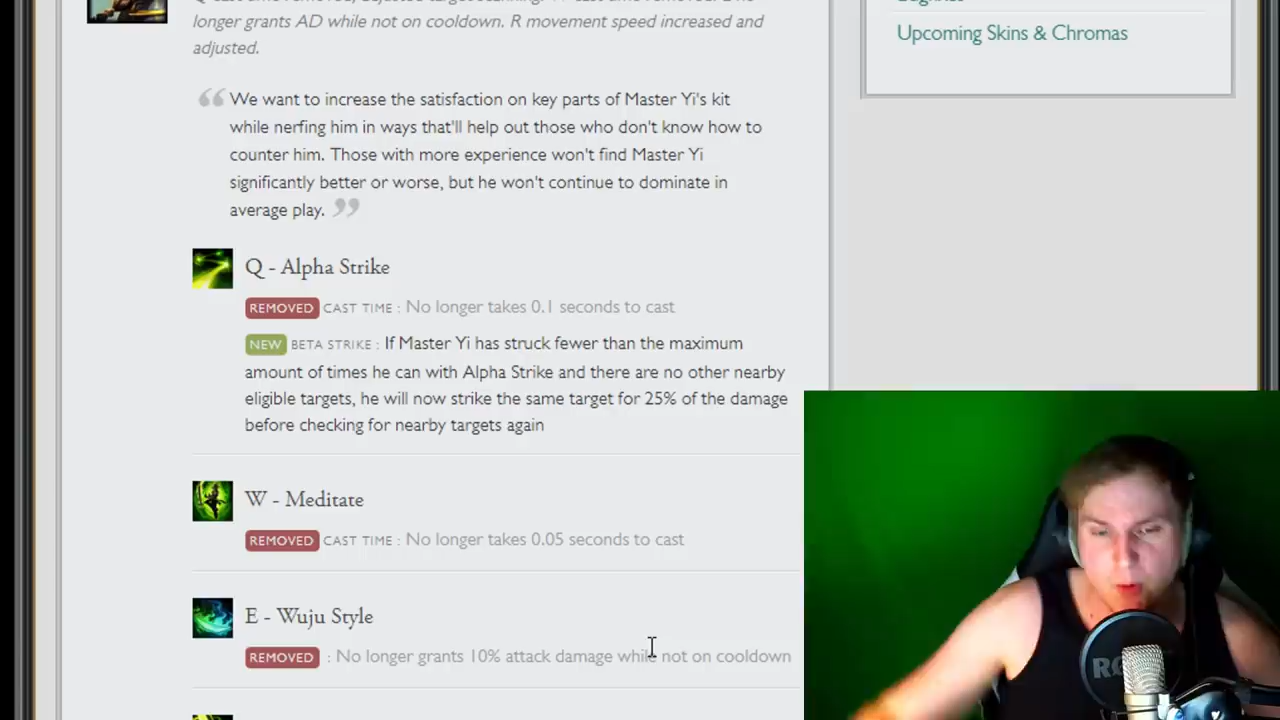 longer grants AD while not on cooldown. R movement speed increased and
adjusted.
Upcoming Skins & Chromas
We want to increase the satisfaction on key parts of Master Yi's kit
while nerfing him in ways that'll help out those who don't know how to
counter him. Those with more experience won't find Master Yi
significantly better or worse, but he won't continue to dominate in
average play.
Q - Alpha Strike
REMOVED CAST TIME : No longer takes 0.1 seconds to cast
NEW BETA STRIKE : If Master Yi has struck fewer than the maximum
amount of times he can with Alpha Strike and there are no other nearby
eligible targets, he will now strike the same target for 25% of the damage
before checking for nearby targets again
W - Meditate
REMOVED CAST TIME : No longer takes 0.05 seconds to cast
E - Wuju Style
REMOVED : No longer grants 10% attack damage while not on cooldown